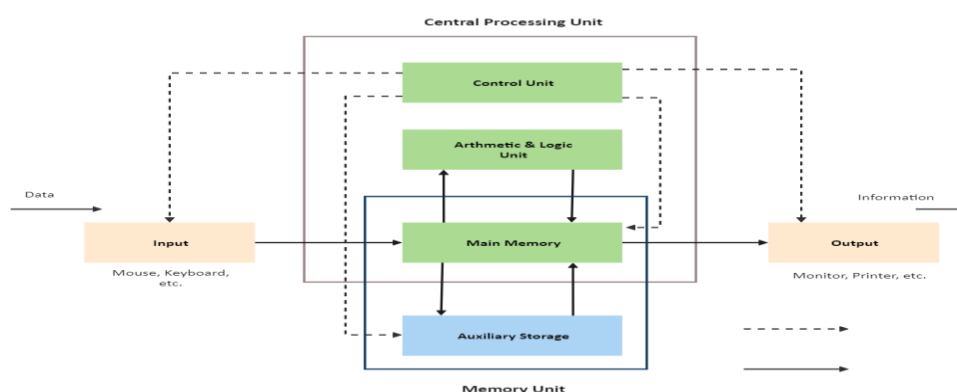 Central Processing Unit
Control Unit
Arithmetic & Logic
Unit
Data
Information
Input
Main Memory
Output
Mouse, Keyboard,
etc.
Monitor, Printer, etc.
Auxiliary Storage
Memory Unit